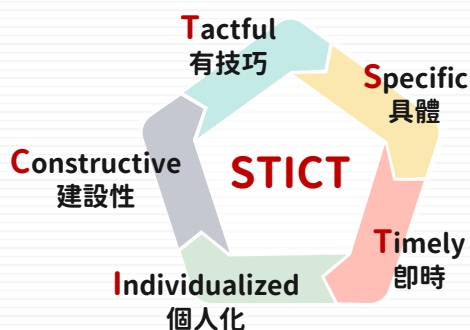 Tactful
有技巧
Specific
具體
STICT
Constructive
建設性
Timely
即時
Individualized
個人化